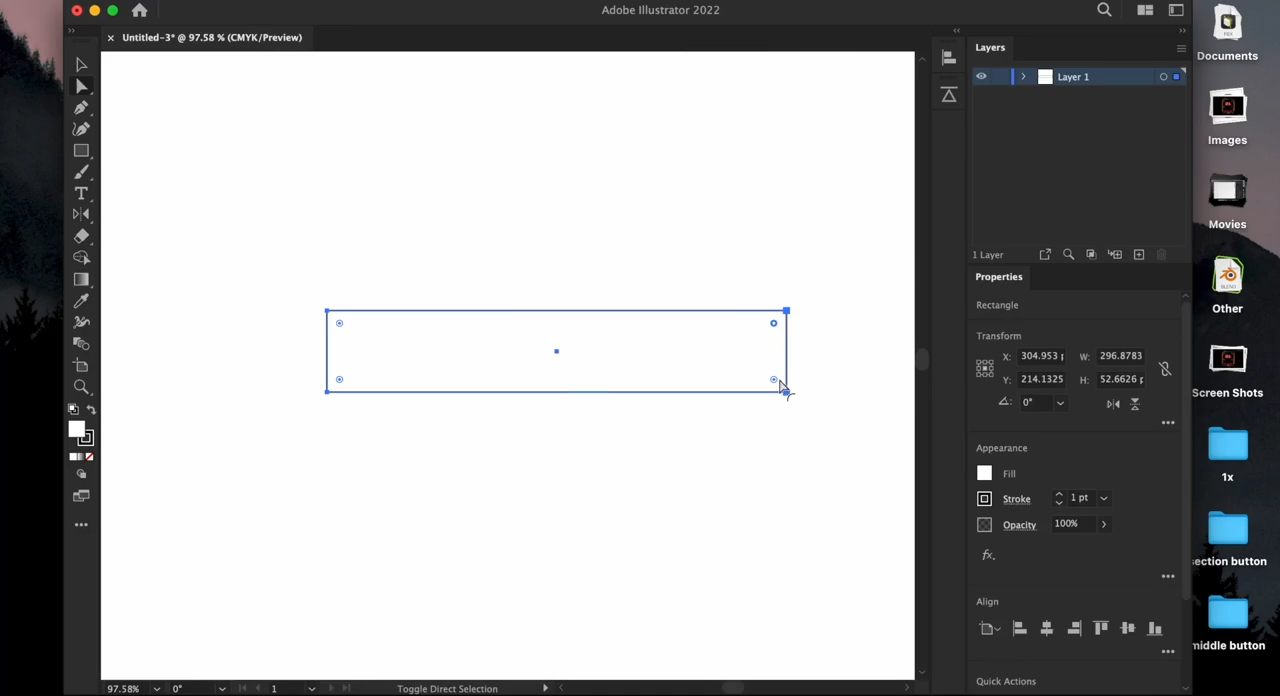 Adobe Illustrator 2022
Untitled-3* @ 97.58 % (CMYK/Preview)
Layers
Layer 1
1 Layer
Properties
Rectangle
Transform
X: 304.953 W: 296.8783
Y: 214.1325 H: 52.6626
0°
Appearance
Fill
Stroke 1 pt
Opacity 100%
fx.
Align
Quick Actions
97.58% 0° 1 Toggle Direct Selection
Documents
Images
Movies
BLEND
Other
Screen Shots
1x
section button
middle button